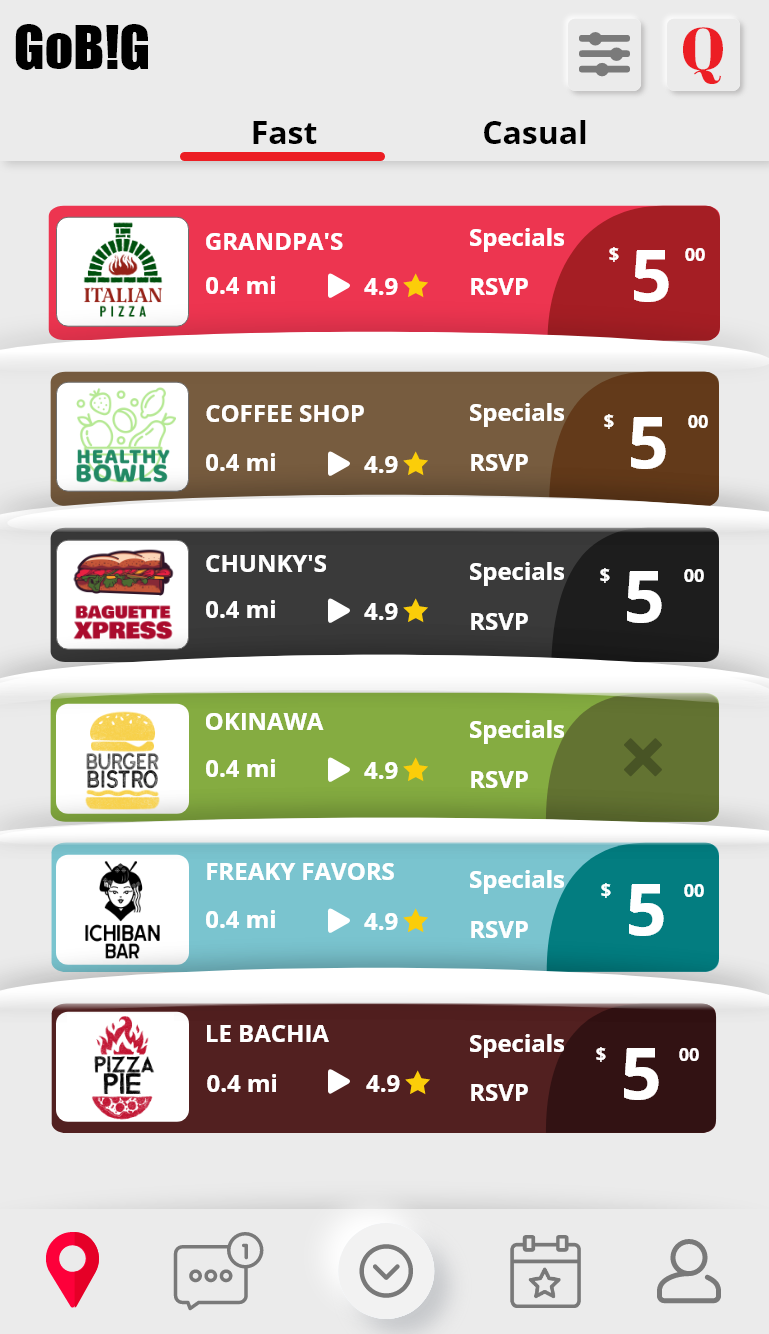 GoB!G
Q
Fast Casual
ITALIAN
PIZZA
GRANDPA'S
0.4 mi 4.9
Specials
RSVP
$ 5 00
HEALTHY
BOWLS
COFFEE SHOP
0.4 mi 4.9
Specials
RSVP
$ 5 00
BAGUETTE
XPRESS
CHUNKY'S
0.4 mi 4.9
Specials
RSVP
$ 5 00
BURGER
BISTRO
OKINAWA
0.4 mi 4.9
Specials
RSVP
ICHIBAN
BAR
FREAKY FAVORS
0.4 mi 4.9
Specials
RSVP
$ 5 00
PIZZA
PIE
LE BACHIA
0.4 mi 4.9
Specials
RSVP
$ 5 00
1